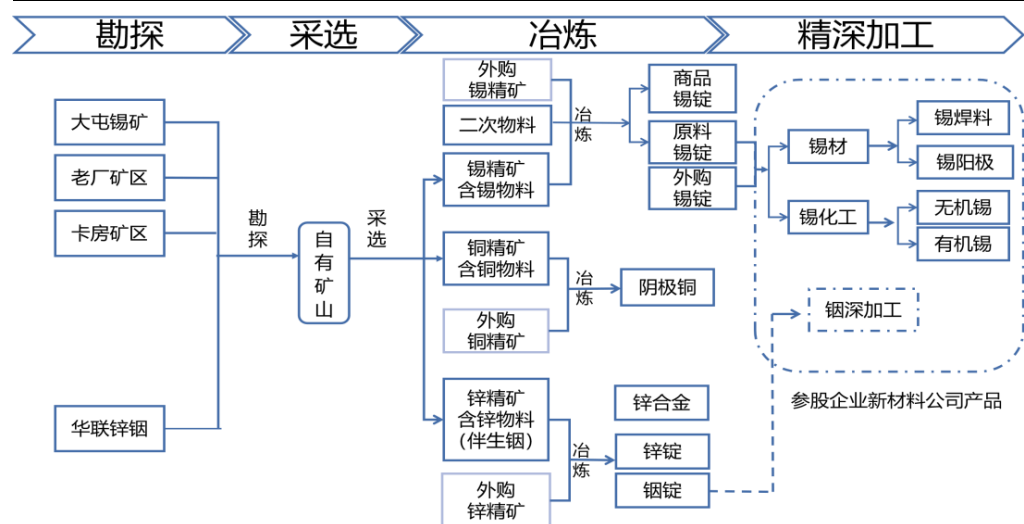 勘探
采选
冶炼
精深加工
大屯锡矿
老厂矿区
卡房矿区
华联锌铟
勘
探
自
有
矿
山
采
选
外购
锡精矿
二次物料
锡精矿
含锡物料
冶
炼
商品
锡锭
原料
锡锭
外购
锡锭
铜精矿
含铜物料
外购
铜精矿
冶
炼
阴极铜
锌精矿
含锌物料
（伴生铟）
外购
锌精矿
冶
炼
锌合金
锌锭
铟锭
锡材
锡化工
锡焊料
锡阳极
无机锡
有机锡
铟深加工
参股企业新材料公司产品